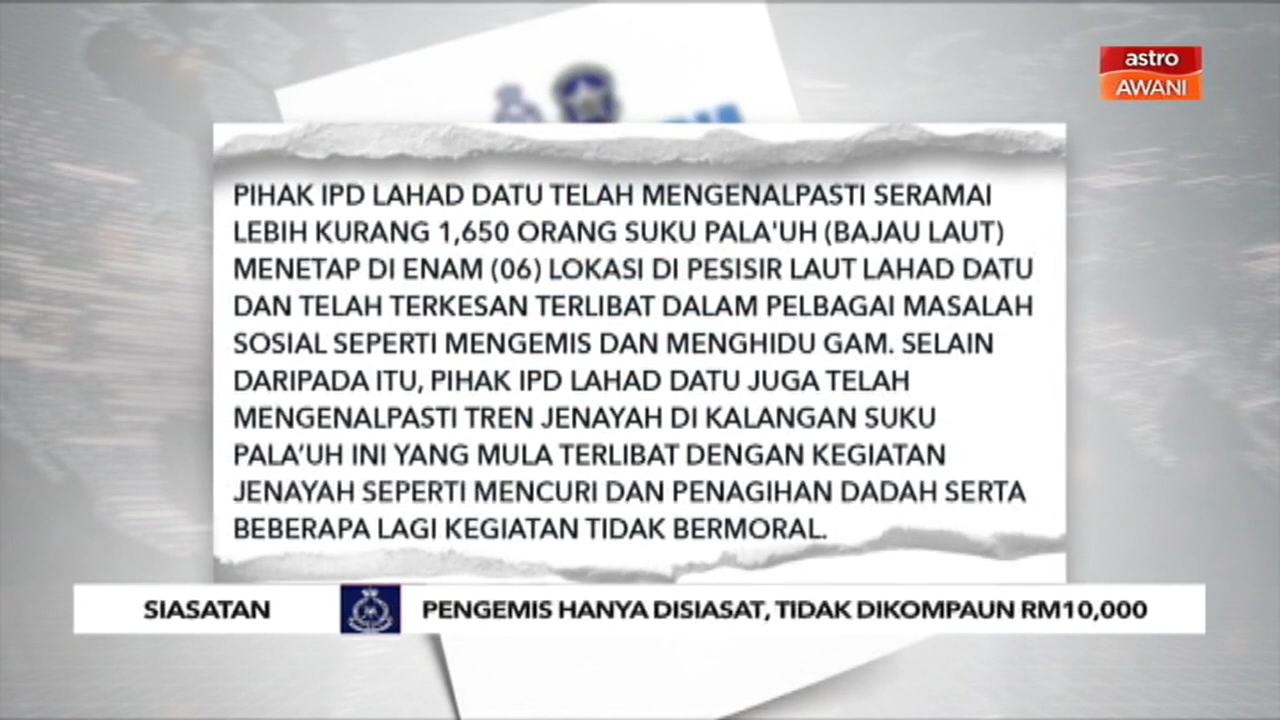 astro
AWANI
PIHAK IPD LAHAD DATU TELAH MENGENALPASTI SERAMAI
LEBIH KURANG 1,650 ORANG SUKU PALA'UH (BAJAU LAUT)
MENETAP DI ENAM (06) LOKASI DI PESISIR LAUT LAHAD DATU
DAN TELAH TERKESAN TERLIBAT DALAM PELBAGAI MASALAH
SOSIAL SEPERTI MENGEMIS DAN MENGHIDU GAM. SELAIN
DARIPADA ITU, PIHAK IPD LAHAD DATU JUGA TELAH
MENGENALPASTI TREN JENAYAH DI KALANGAN SUKU
PALA’UH INI YANG MULA TERLIBAT DENGAN KEGIATAN
JENAYAH SEPERTI MENCURI DAN PENAGIHAN DADAH SERTA
BEBERAPA LAGI KEGIATAN TIDAK BERMORAL.
SIASATAN PENGEMIS HANYA DISIASAT, TIDAK DIKOMPAUN RM10,000